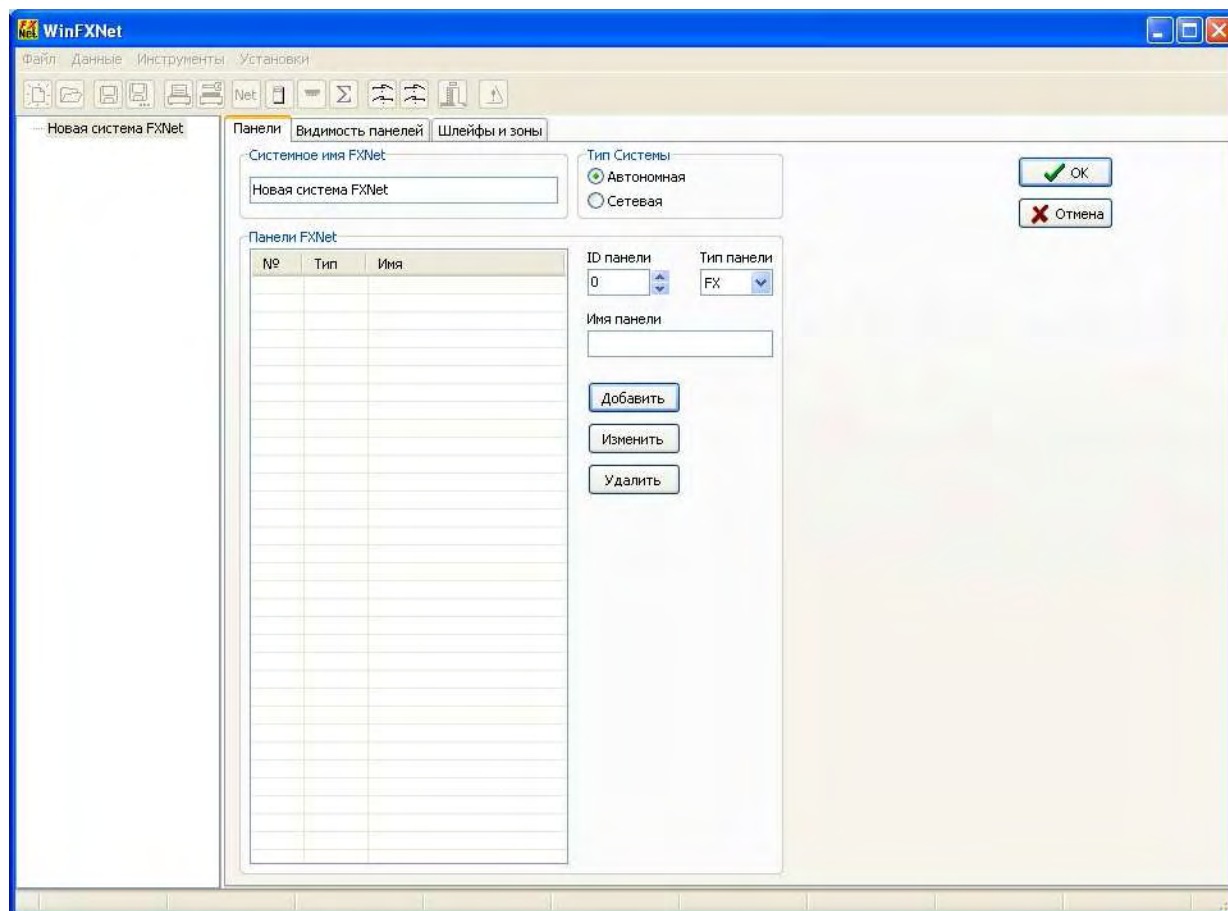 WinFXNet
Файл Данные Инструменты Установки
Net Σ
Новая система FXNet
Панели Видимость панелей Шлейфы и зоны
Системное имя FXNet
Новая система FXNet
Тип Системы
Автономная
Сетевая
OK
Отмена
Панели FXNet
№ Тип Имя
ID панели Тип панели
0 FX
Имя панели
Добавить
Изменить
Удалить